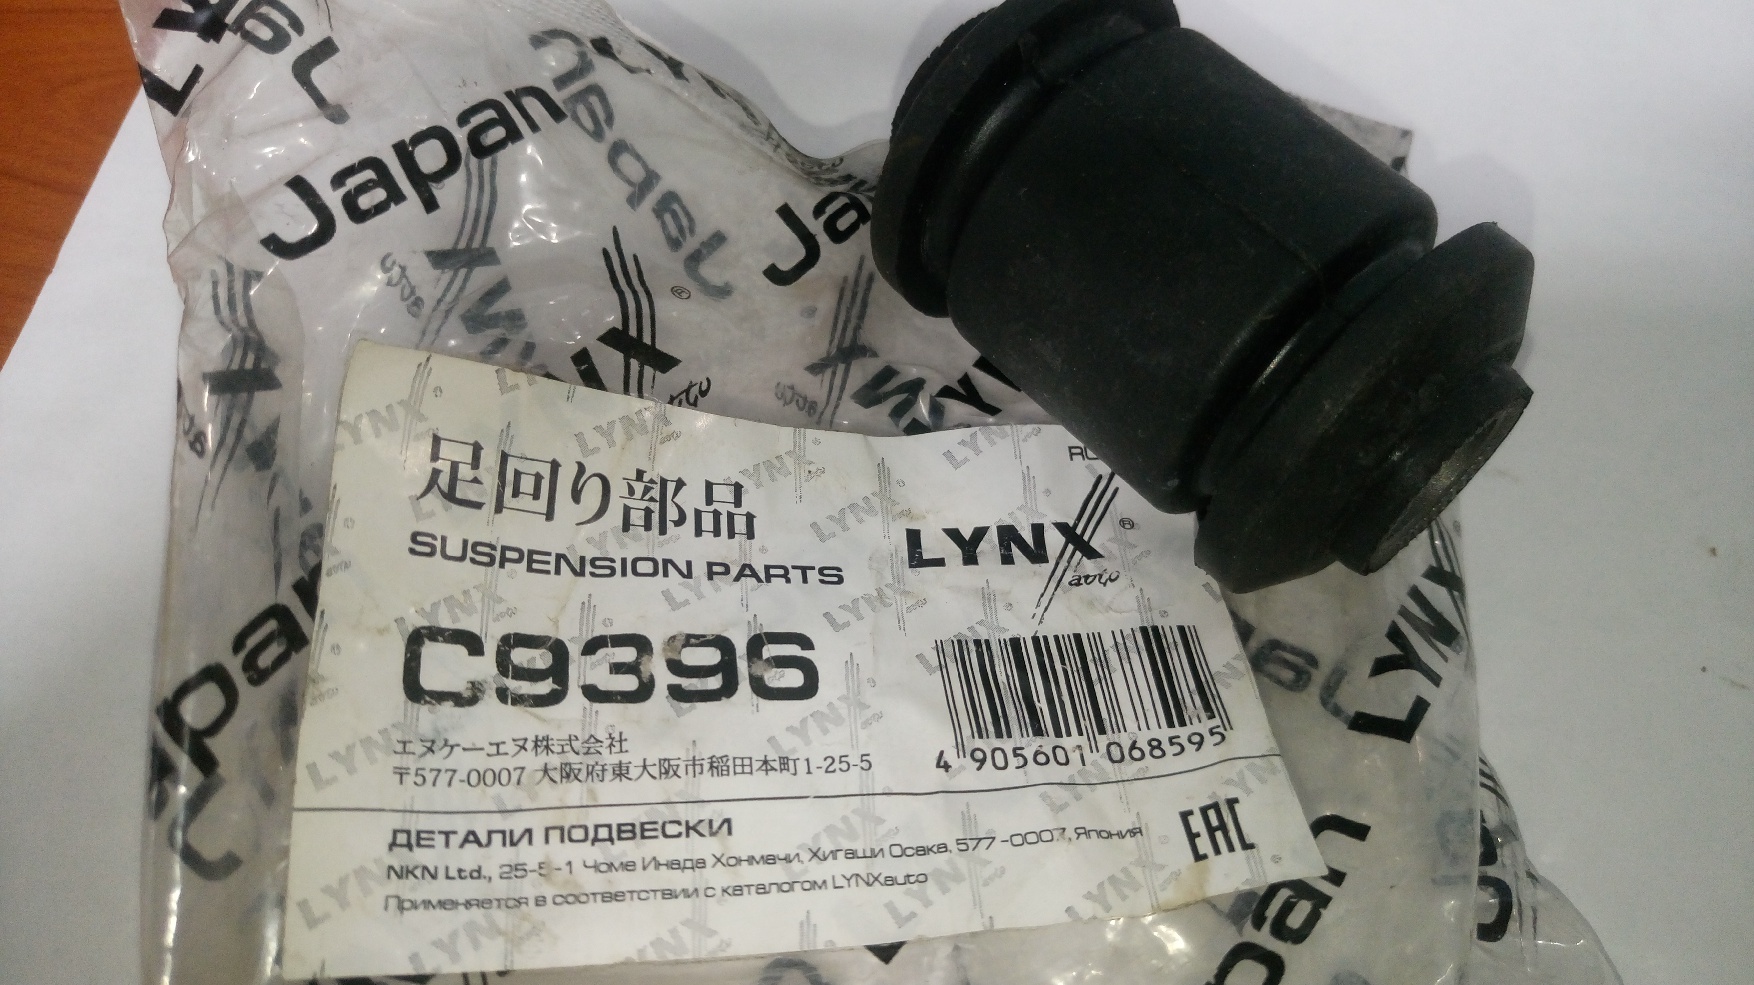 Japan
足回り部品
SUSPENSION PARTS
LYNX®
auto
C9396
4 905601 068595
エヌケーエヌ株式会社
〒577-0007 大阪府東大阪市稲田本町1-25-5
ДЕТАЛИ ПОДВЕСКИ
NKN Ltd., 25-5-1 Чоме Инада Хонмачи, Хигаши Осака, 577-0007, Япония
Применяется в соответствии с каталогом LYNXauto
EAC
LYNX
Japan